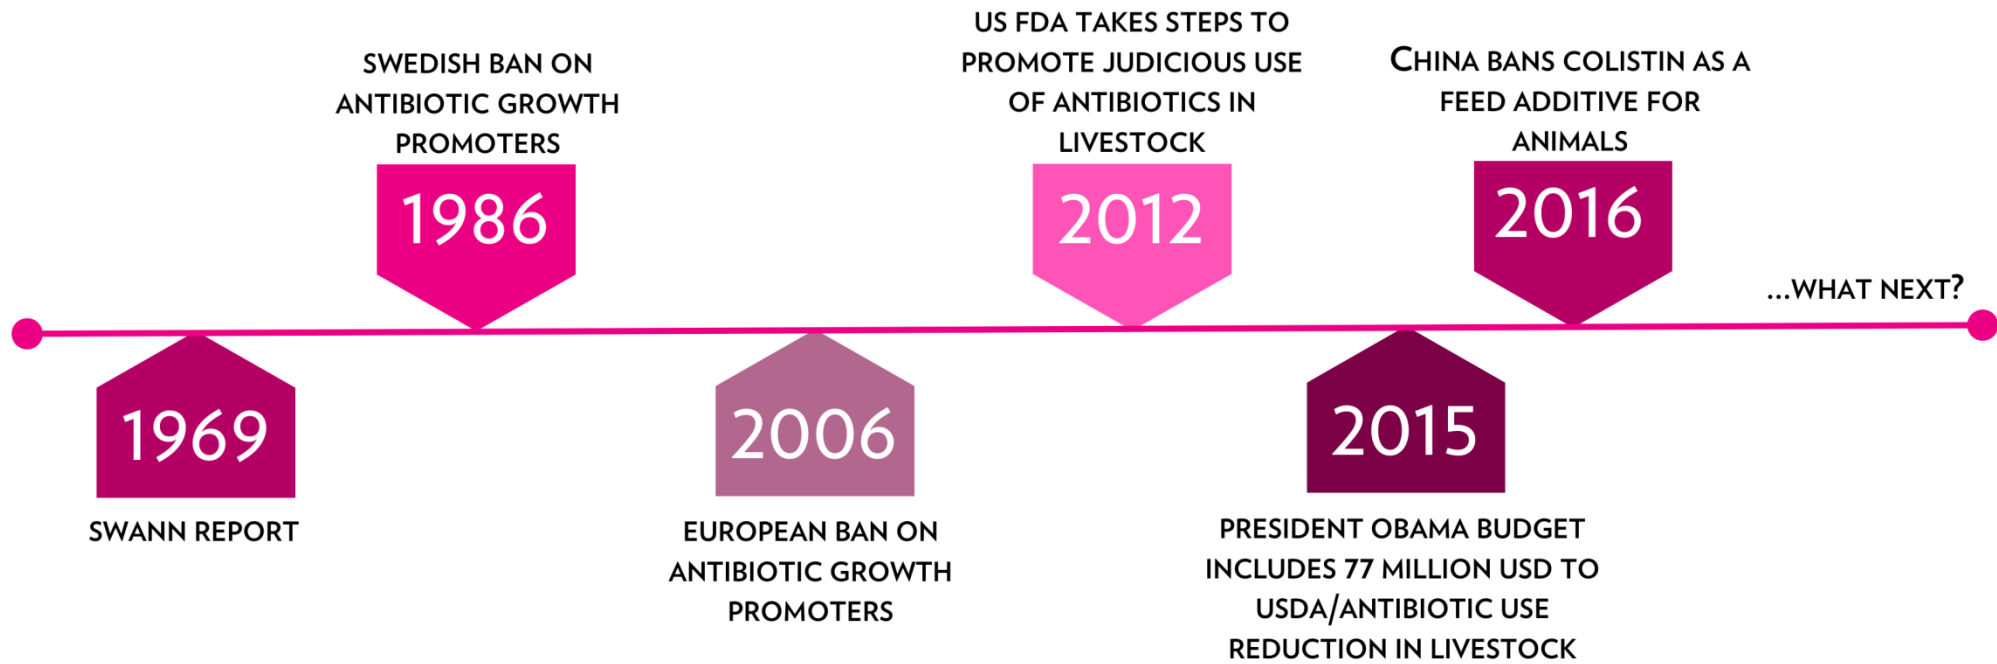 SWANN REPORT
1969
SWEDISH BAN ON
ANTIBIOTIC GROWTH
PROMOTERS
1986
2006
EUROPEAN BAN ON
ANTIBIOTIC GROWTH
PROMOTERS
US FDA TAKES STEPS TO
PROMOTE JUDICIOUS USE
OF ANTIBIOTICS IN
LIVESTOCK
2012
2015
PRESIDENT OBAMA BUDGET
INCLUDES 77 MILLION USD TO
USDA/ANTIBIOTIC USE
REDUCTION IN LIVESTOCK
CHINA BANS COLISTIN AS A
FEED ADDITIVE FOR
ANIMALS
2016
...WHAT NEXT?